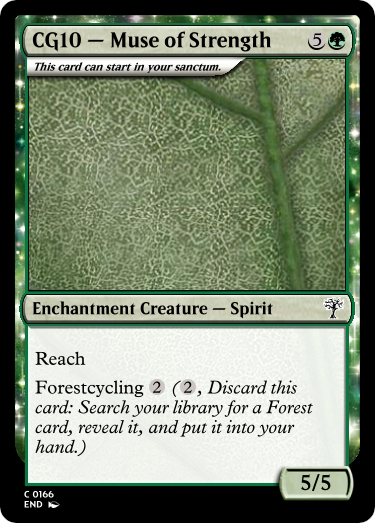 CG10 — Muse of Strength 5
This card can start in your sanctum.
Enchantment Creature — Spirit
Reach
Forestcycling 2 (2, Discard this
card: Search your library for a Forest
card, reveal it, and put it into your
hand.)
5/5
C 0166
END